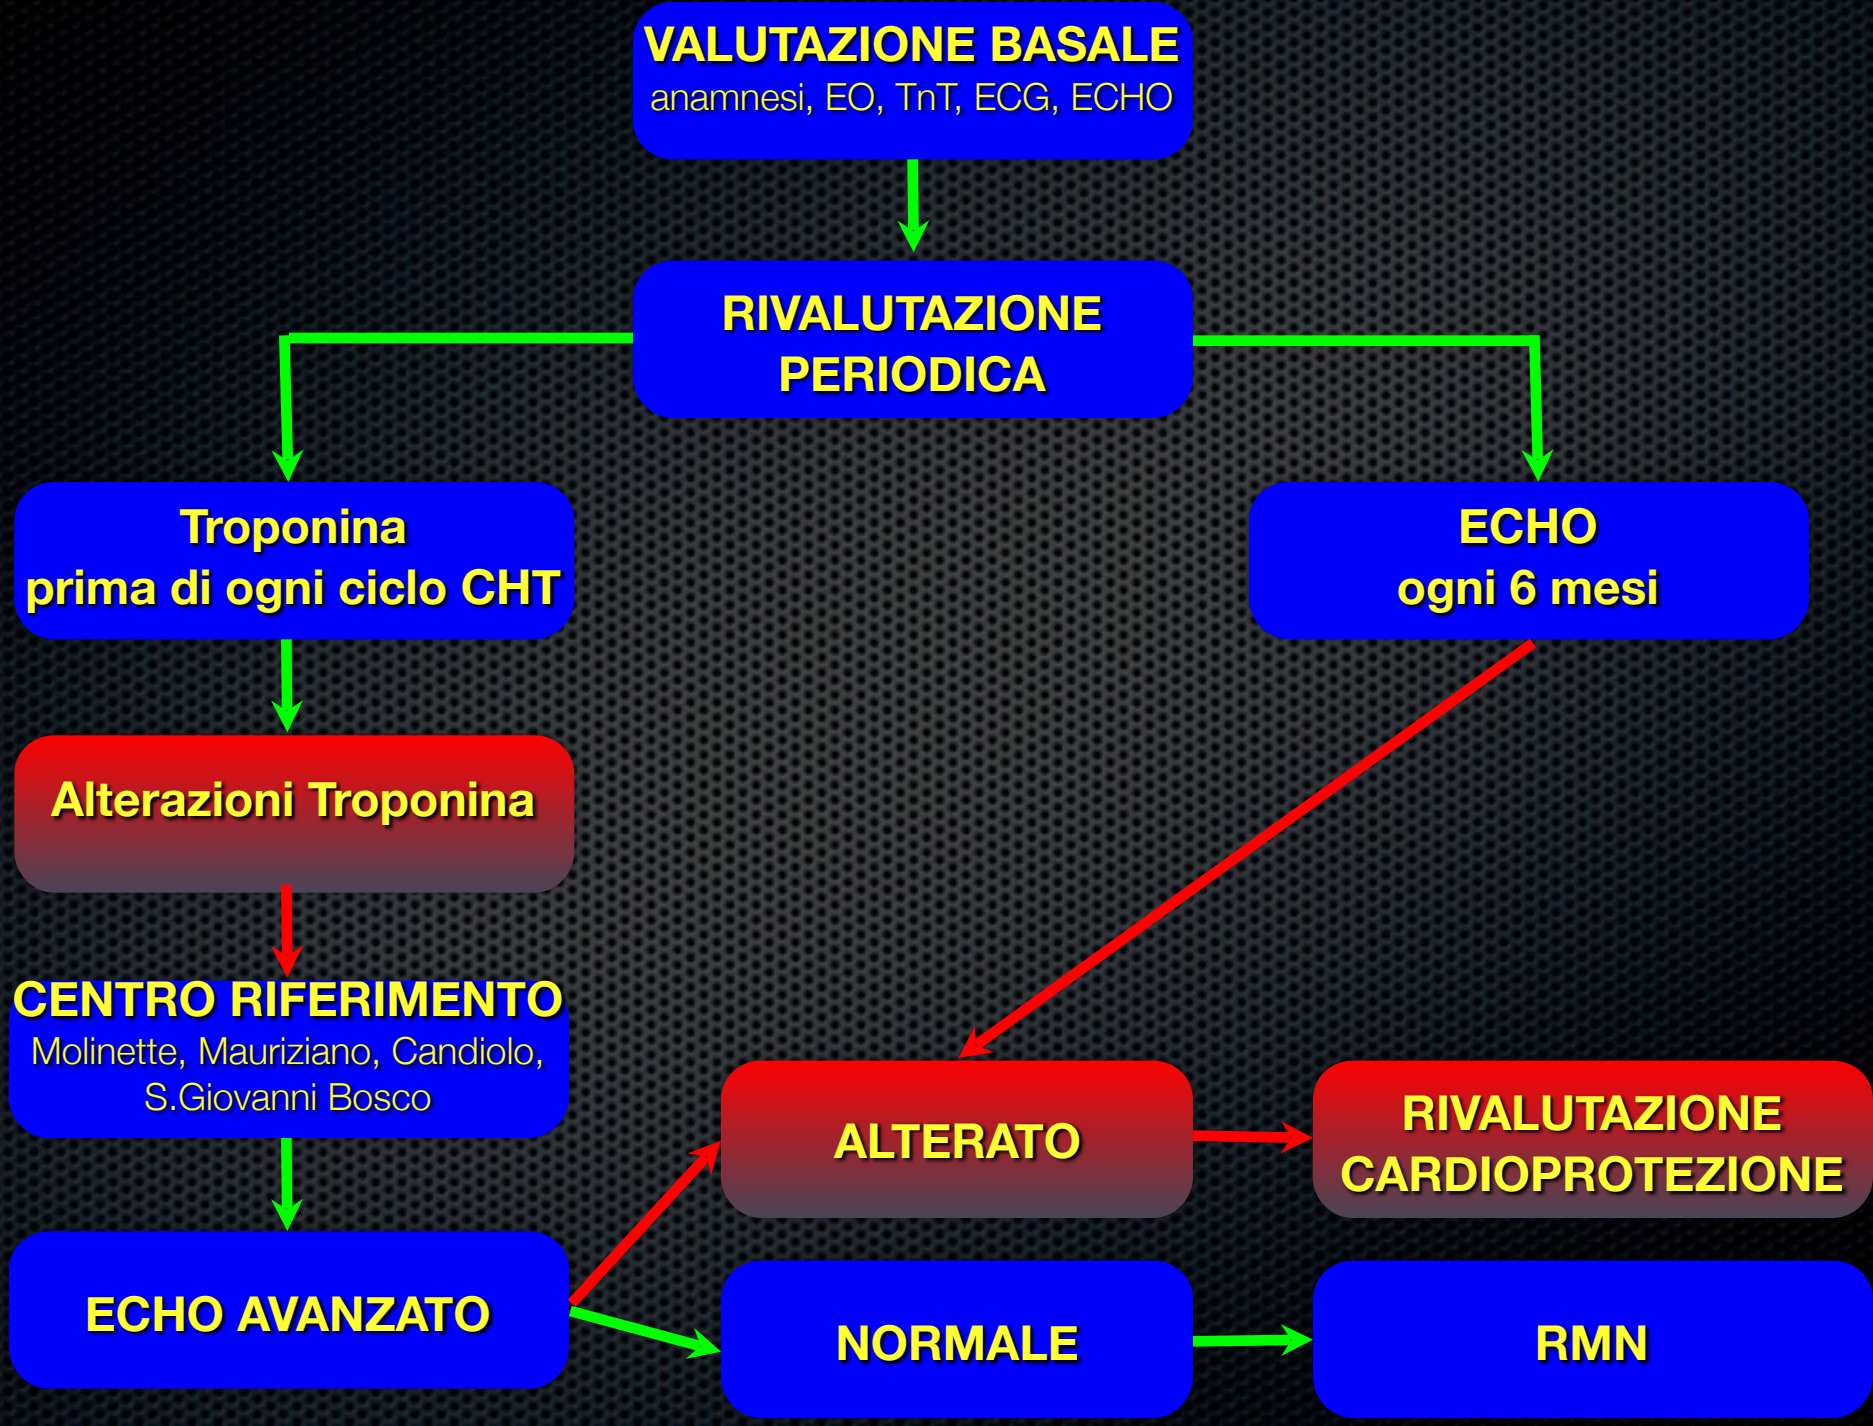 VALUTAZIONE BASALE
anamnesi, EO, TnT, ECG, ECHO
RIVALUTAZIONE
PERIODICA
Troponina
prima di ogni ciclo CHT
ECHO
ogni 6 mesi
Alterazioni Troponina
CENTRO RIFERIMENTO
Molinette, Mauriziano, Candiolo,
S.Giovanni Bosco
ALTERATO
RIVALUTAZIONE
CARDIOPROTEZIONE
ECHO AVANZATO
NORMALE
RMN